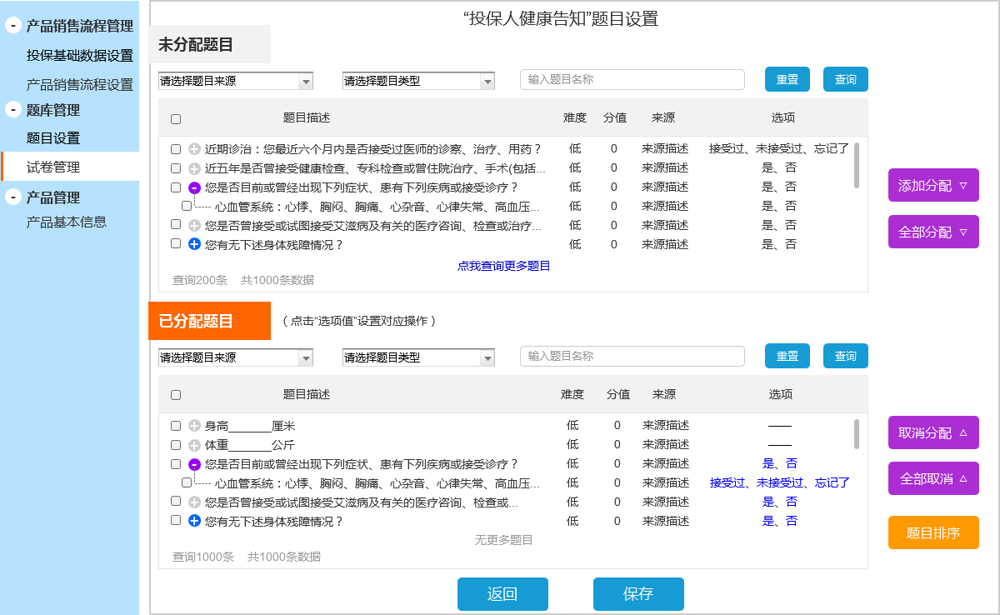 - 产品销售流程管理
投保基础数据设置
产品销售流程设置
- 题库管理
题目设置
试卷管理
- 产品管理
产品基本信息
“投保人健康告知”题目设置
未分配题目
请选择题目来源 请选择题目类型 输入题目名称 重置 查询
题目描述 难度 分值 来源 选项
近期诊治：您最近六个月内是否接受过医师的诊察、治疗、用药？ 低 0 来源描述 接受过、未接受过、忘记了
近五年是否曾接受健康检查、专科检查或曾住院治疗、手术(包括... 低 0 来源描述 是、否
您是否目前或曾经出现下列症状、患有下列疾病或接受诊疗？ 低 0 来源描述 是、否
心血管系统：心悸、胸闷、胸痛、心杂音、心律失常、高血压... 低 0 来源描述 是、否
您是否曾接受或试图接受艾滋病及有关的医疗咨询、检查或治疗... 低 0 来源描述 是、否
您有无下述身体残障情况？ 低 0 来源描述 是、否
点我查询更多题目
查询200条 共1000条数据
添加分配 ▽
全部分配 ▽
已分配题目 （点击“选项值”设置对应操作）
请选择题目来源 请选择题目类型 输入题目名称 重置 查询
题目描述 难度 分值 来源 选项
身高_______厘米 低 0 来源描述 ——
体重_______公斤 低 0 来源描述 ——
您是否目前或曾经出现下列症状、患有下列疾病或接受诊疗？ 低 0 来源描述 是、否
心血管系统：心悸、胸闷、胸痛、心杂音、心律失常、高血压... 低 0 来源描述 接受过、未接受过、忘记了
您是否曾接受或试图接受艾滋病及有关的医疗咨询、检查或... 低 0 来源描述 是、否
您有无下述身体残障情况？ 低 0 来源描述 是、否
无更多题目
查询1000条 共1000条数据
取消分配 △
全部取消 △
题目排序
返回 保存